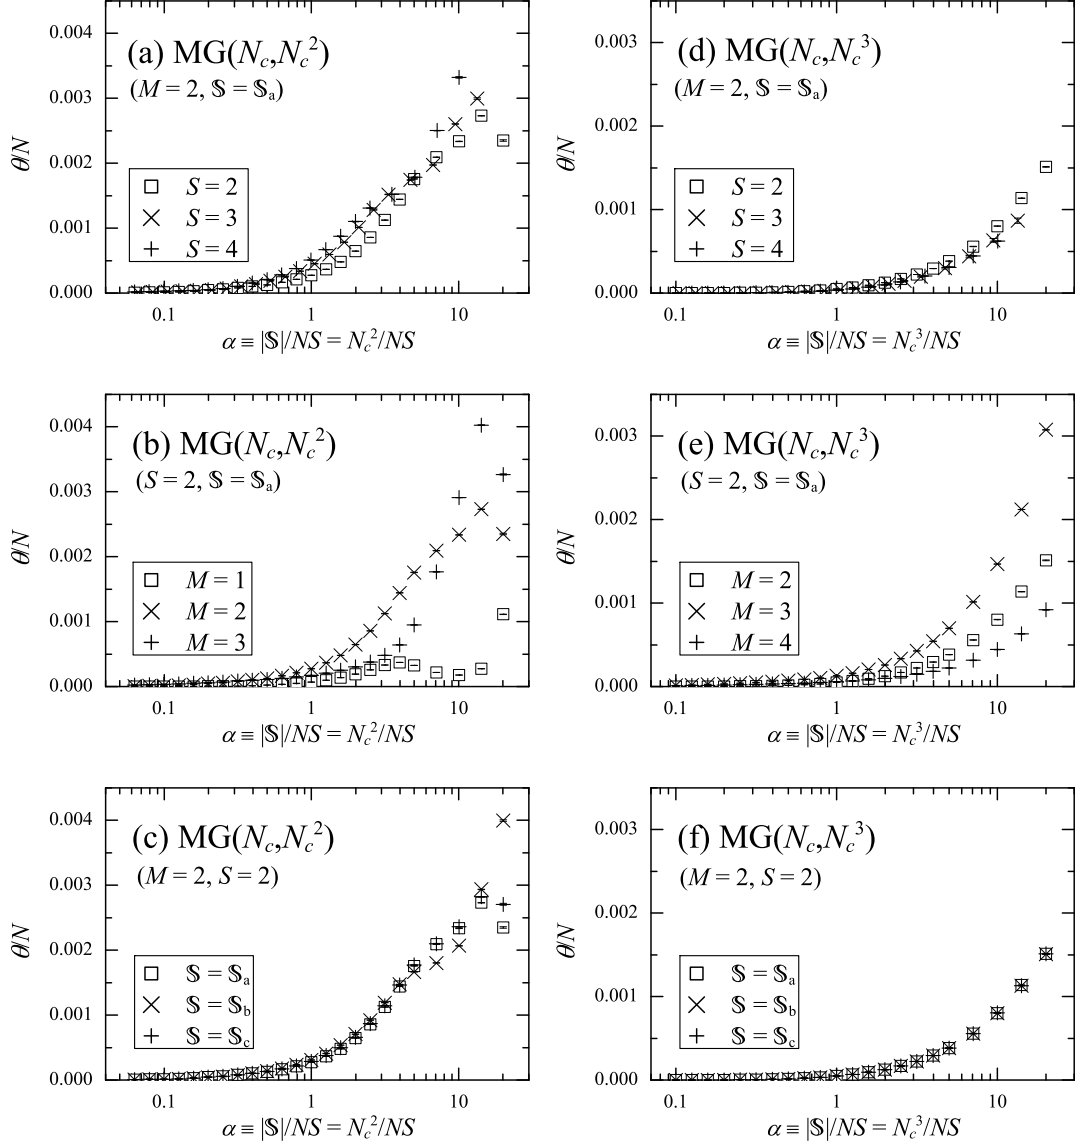 (a) MG(N_c,N_c^2)
(M = 2, 𝕊 = 𝕊_a)
0.004
0.003
0.002
0.001
0.000
θ/N
S = 2
S = 3
S = 4
0.1
1
10
α ≡ |𝕊|/NS = N_c^2/NS
(d) MG(N_c,N_c^3)
(M = 2, 𝕊 = 𝕊_a)
0.003
0.002
0.001
0.000
θ/N
S = 2
S = 3
S = 4
0.1
1
10
α ≡ |𝕊|/NS = N_c^3/NS
(b) MG(N_c,N_c^2)
(S = 2, 𝕊 = 𝕊_a)
0.004
0.003
0.002
0.001
0.000
θ/N
M = 1
M = 2
M = 3
0.1
1
10
α ≡ |𝕊|/NS = N_c^2/NS
(e) MG(N_c,N_c^3)
(S = 2, 𝕊 = 𝕊_a)
0.003
0.002
0.001
0.000
θ/N
M = 2
M = 3
M = 4
0.1
1
10
α ≡ |𝕊|/NS = N_c^3/NS
(c) MG(N_c,N_c^2)
(M = 2, S = 2)
0.004
0.003
0.002
0.001
0.000
θ/N
𝕊 = 𝕊_a
𝕊 = 𝕊_b
𝕊 = 𝕊_c
0.1
1
10
α ≡ |𝕊|/NS = N_c^2/NS
(f) MG(N_c,N_c^3)
(M = 2, S = 2)
0.003
0.002
0.001
0.000
θ/N
𝕊 = 𝕊_a
𝕊 = 𝕊_b
𝕊 = 𝕊_c
0.1
1
10
α ≡ |𝕊|/NS = N_c^3/NS